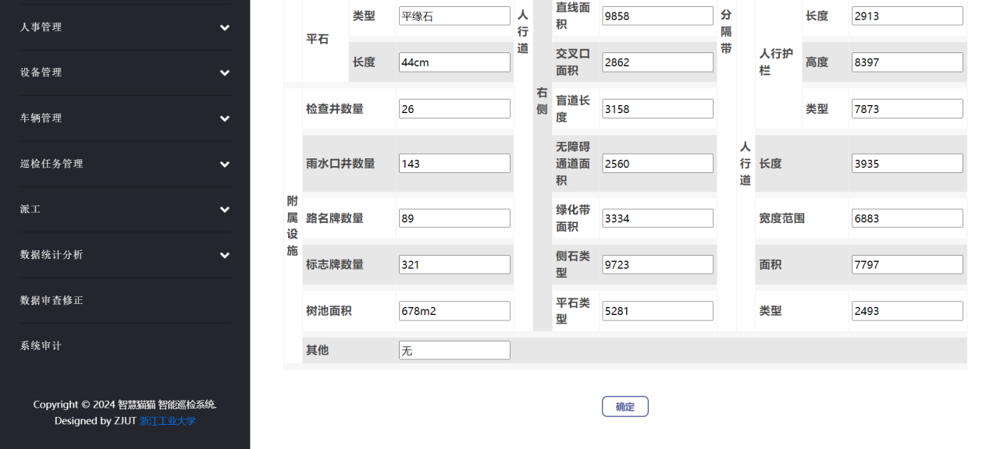 人事管理
设备管理
车辆管理
巡检任务管理
派工
数据统计分析
数据审查修正
系统审计
Copyright © 2024 智慧猫猫 智能巡检系统.
Designed by ZJUT 浙江工业大学
平石
类型
平缘石
长度
44cm
附属设施
检查井数量
26
雨水口井数量
143
路名牌数量
89
标志牌数量
321
树池面积
678m2
其他
无
人行道
右侧
直线面积
9858
交叉口面积
2862
盲道长度
3158
无障碍通道面积
2560
绿化带面积
3334
侧石类型
9723
平石类型
5281
分隔带
人行道
人行护栏
长度
2913
高度
8397
类型
7873
长度
3935
宽度范围
6883
面积
7797
类型
2493
确定